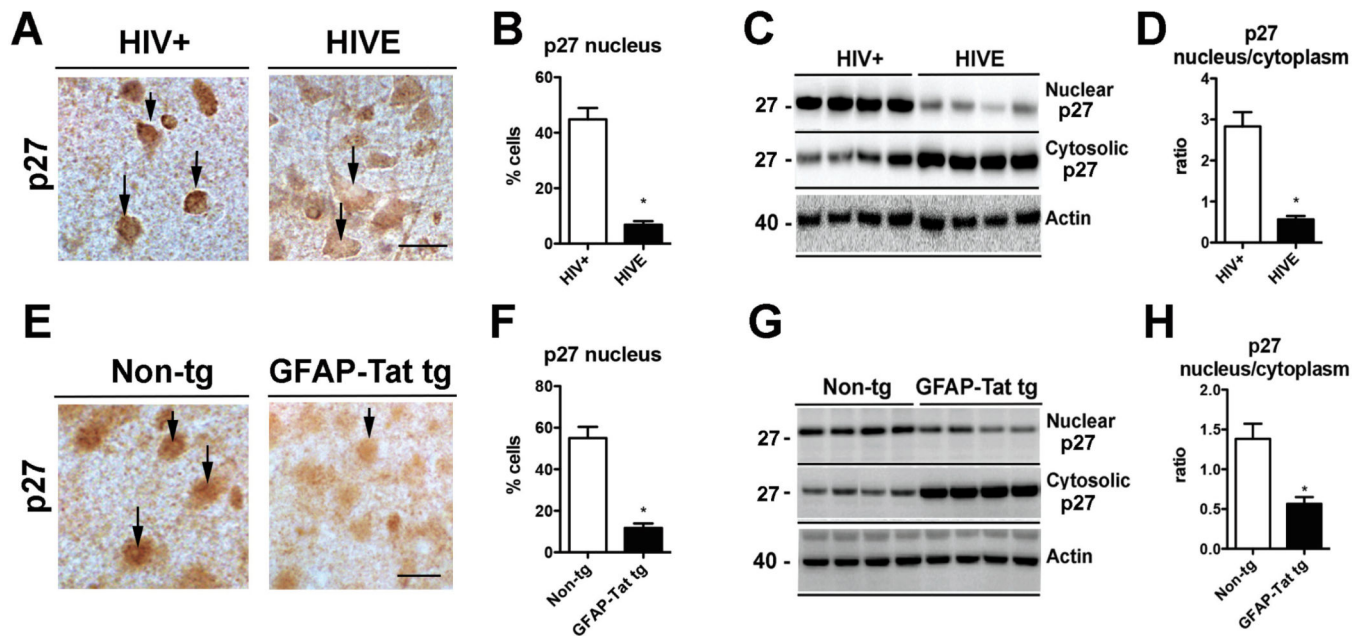 A
HIV+
HIVE
p27
B
p27 nucleus
% cells
60
40
20
0
*
HIV+
HIVE
C
HIV+
HIVE
27 -
Nuclear
p27
27 -
Cytosolic
p27
40 -
Actin
D
p27
nucleus/cytoplasm
ratio
4
3
2
1
0
*
HIV+
HIVE
E
Non-tg
GFAP-Tat tg
p27
F
p27 nucleus
% cells
80
60
40
20
0
*
Non-tg
GFAP-Tat tg
G
Non-tg
GFAP-Tat tg
27 -
Nuclear
p27
27 -
Cytosolic
p27
40 -
Actin
H
p27
nucleus/cytoplasm
ratio
2.0
1.5
1.0
0.5
0.0
*
Non-tg
GFAP-Tat tg